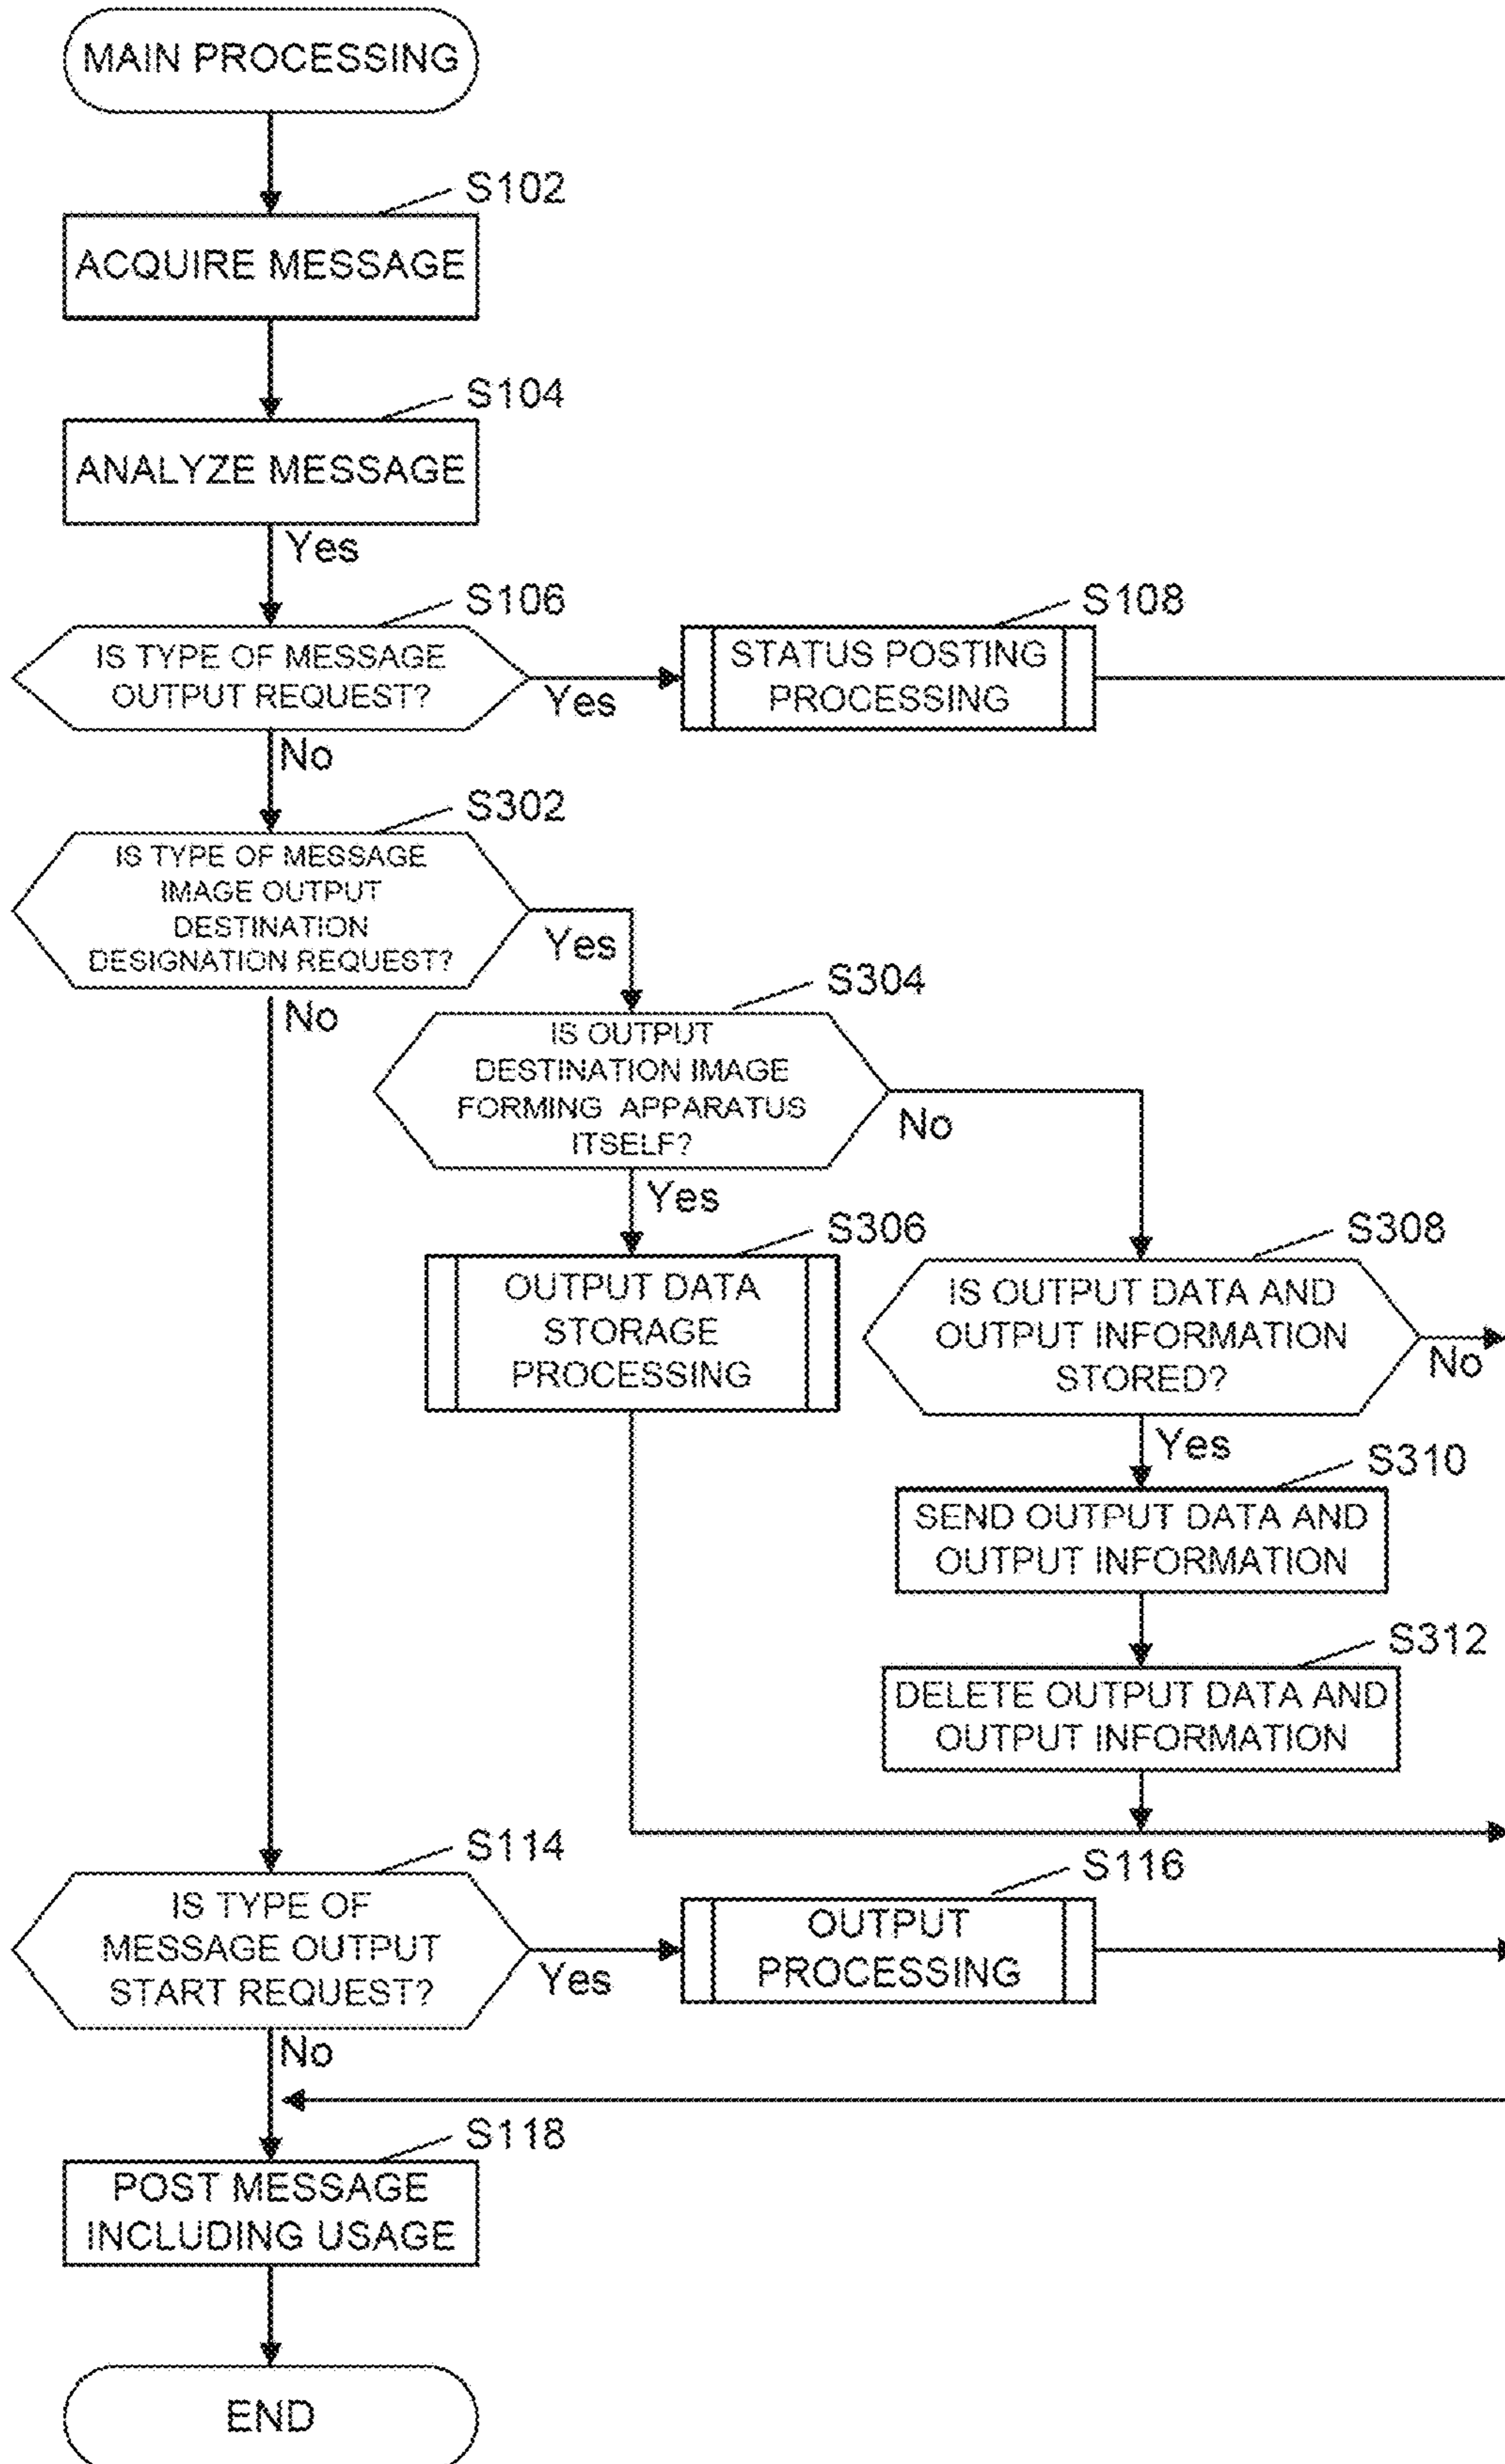 MAIN PROCESSING
S102
ACQUIRE MESSAGE
S104
ANALYZE MESSAGE
Yes
S106
IS TYPE OF MESSAGE
OUTPUT REQUEST?
Yes
S108
STATUS POSTING
PROCESSING
No
S302
IS TYPE OF MESSAGE
IMAGE OUTPUT
DESTINATION
DESIGNATION REQUEST?
Yes
No
S304
IS OUTPUT
DESTINATION IMAGE
FORMING APPARATUS
ITSELF?
No
Yes
S306
OUTPUT DATA
STORAGE
PROCESSING
S308
IS OUTPUT DATA AND
OUTPUT INFORMATION
STORED?
No
Yes
S310
SEND OUTPUT DATA AND
OUTPUT INFORMATION
S312
DELETE OUTPUT DATA AND
OUTPUT INFORMATION
S114
IS TYPE OF
MESSAGE OUTPUT
START REQUEST?
Yes
S116
OUTPUT
PROCESSING
No
S118
POST MESSAGE
INCLUDING USAGE
END